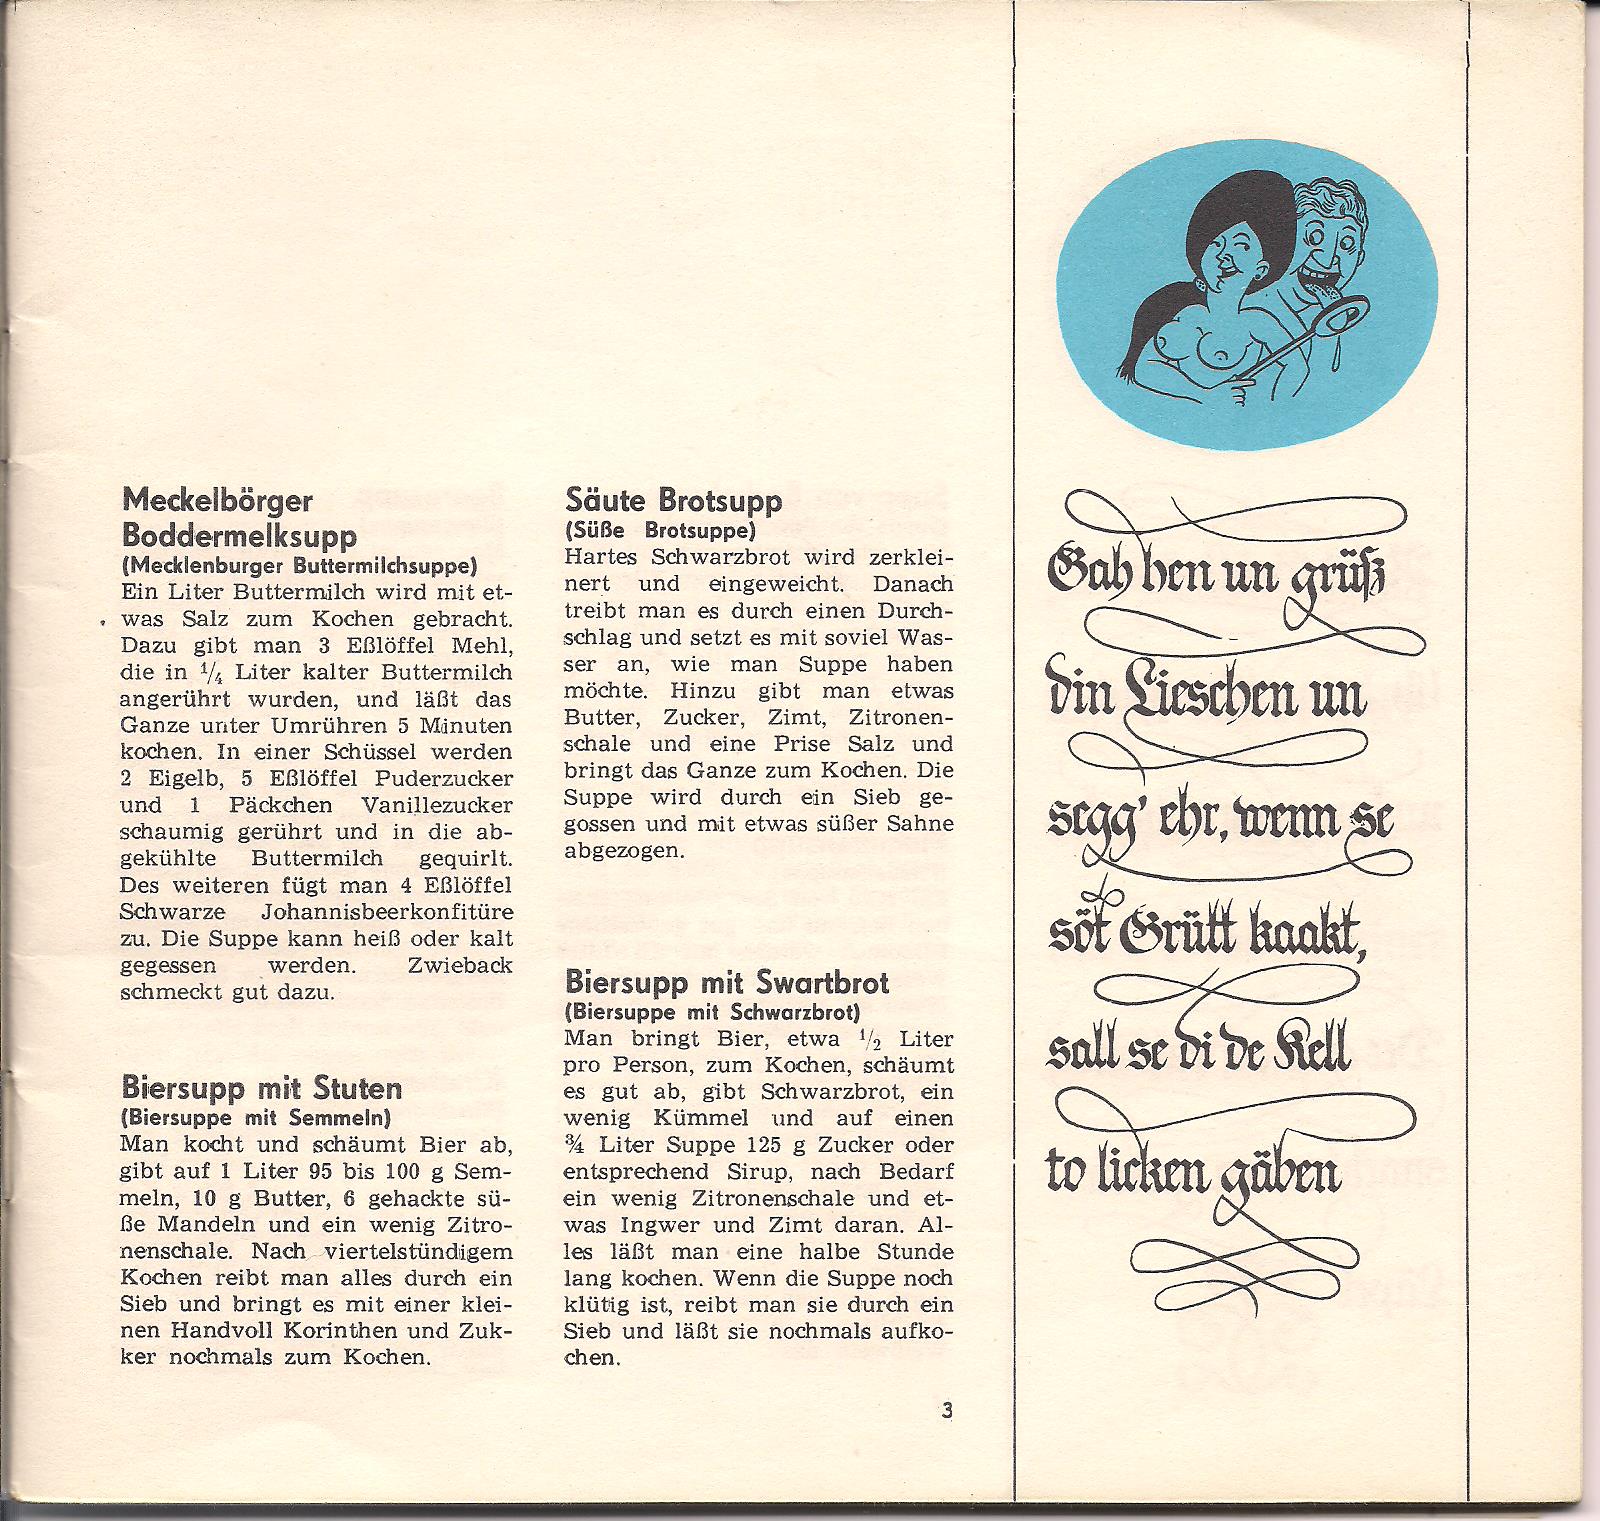 Meckelbörger
Boddermelksupp
(Mecklenburger Buttermilchsuppe)
Ein Liter Buttermilch wird mit et-
was Salz zum Kochen gebracht.
Dazu gibt man 3 Eßlöffel Mehl,
die in 1/4 Liter kalter Buttermilch
angerührt wurden, und läßt das
Ganze unter Umrühren 5 Minuten
kochen. In einer Schüssel werden
2 Eigelb, 5 Eßlöffel Puderzucker
und 1 Päckchen Vanillezucker
schaumig gerührt und in die ab-
gekühlte Buttermilch gequirlt.
Des weiteren fügt man 4 Eßlöffel
Schwarze Johannisbeerkonfitüre
zu. Die Suppe kann heiß oder kalt
gegessen werden. Zwieback
schmeckt gut dazu.
Biersupp mit Stuten
(Biersuppe mit Semmeln)
Man kocht und schäumt Bier ab,
gibt auf 1 Liter 95 bis 100 g Sem-
meln, 10 g Butter, 6 gehackte sü-
ße Mandeln und ein wenig Zitro-
nenschale. Nach viertelstündigem
Kochen reibt man alles durch ein
Sieb und bringt es mit einer klei-
nen Handvoll Korinthen und Zuk-
ker nochmals zum Kochen.
Säute Brotsupp
(Süße Brotsuppe)
Hartes Schwarzbrot wird zerklei-
nert und eingeweicht. Danach
treibt man es durch einen Durch-
schlag und setzt es mit soviel Was-
ser an, wie man Suppe haben
möchte. Hinzu gibt man etwas
Butter, Zucker, Zimt, Zitronen-
schale und eine Prise Salz und
bringt das Ganze zum Kochen. Die
Suppe wird durch ein Sieb ge-
gossen und mit etwas süßer Sahne
abgezogen.
Biersupp mit Swartbrot
(Biersuppe mit Schwarzbrot)
Man bringt Bier, etwa 1/2 Liter
pro Person, zum Kochen, schäumt
es gut ab, gibt Schwarzbrot, ein
wenig Kümmel und auf einen
3/4 Liter Suppe 125 g Zucker oder
entsprechend Sirup, nach Bedarf
ein wenig Zitronenschale und et-
was Ingwer und Zimt daran. Al-
les läßt man eine halbe Stunde
lang kochen. Wenn die Suppe noch
klütig ist, reibt man sie durch ein
Sieb und läßt sie nochmals aufko-
chen.
3
Gah hen un grüß
din Lieschen un
segg' ehr, wenn se
söt Grütt kaakt,
sall se di de Kell
to licken gäben